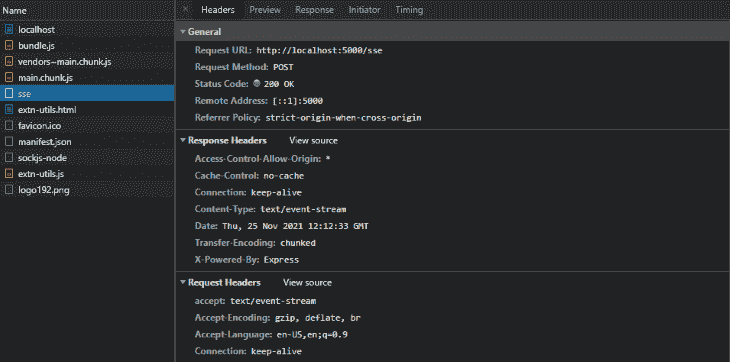 Name
localhost
bundle.js
vendors~main.chunk.js
main.chunk.js
sse
extn-utils.html
favicon.ico
manifest.json
sockjs-node
extn-utils.js
logo192.png
× Headers Preview Response Initiator Timing
General
Request URL: http://localhost:5000/sse
Request Method: POST
Status Code: 200 OK
Remote Address: [::1]:5000
Referrer Policy: strict-origin-when-cross-origin
Response Headers View source
Access-Control-Allow-Origin: *
Cache-Control: no-cache
Connection: keep-alive
Content-Type: text/event-stream
Date: Thu, 25 Nov 2021 12:12:33 GMT
Transfer-Encoding: chunked
X-Powered-By: Express
Request Headers View source
accept: text/event-stream
Accept-Encoding: gzip, deflate, br
Accept-Language: en-US,en;q=0.9
Connection: keep-alive